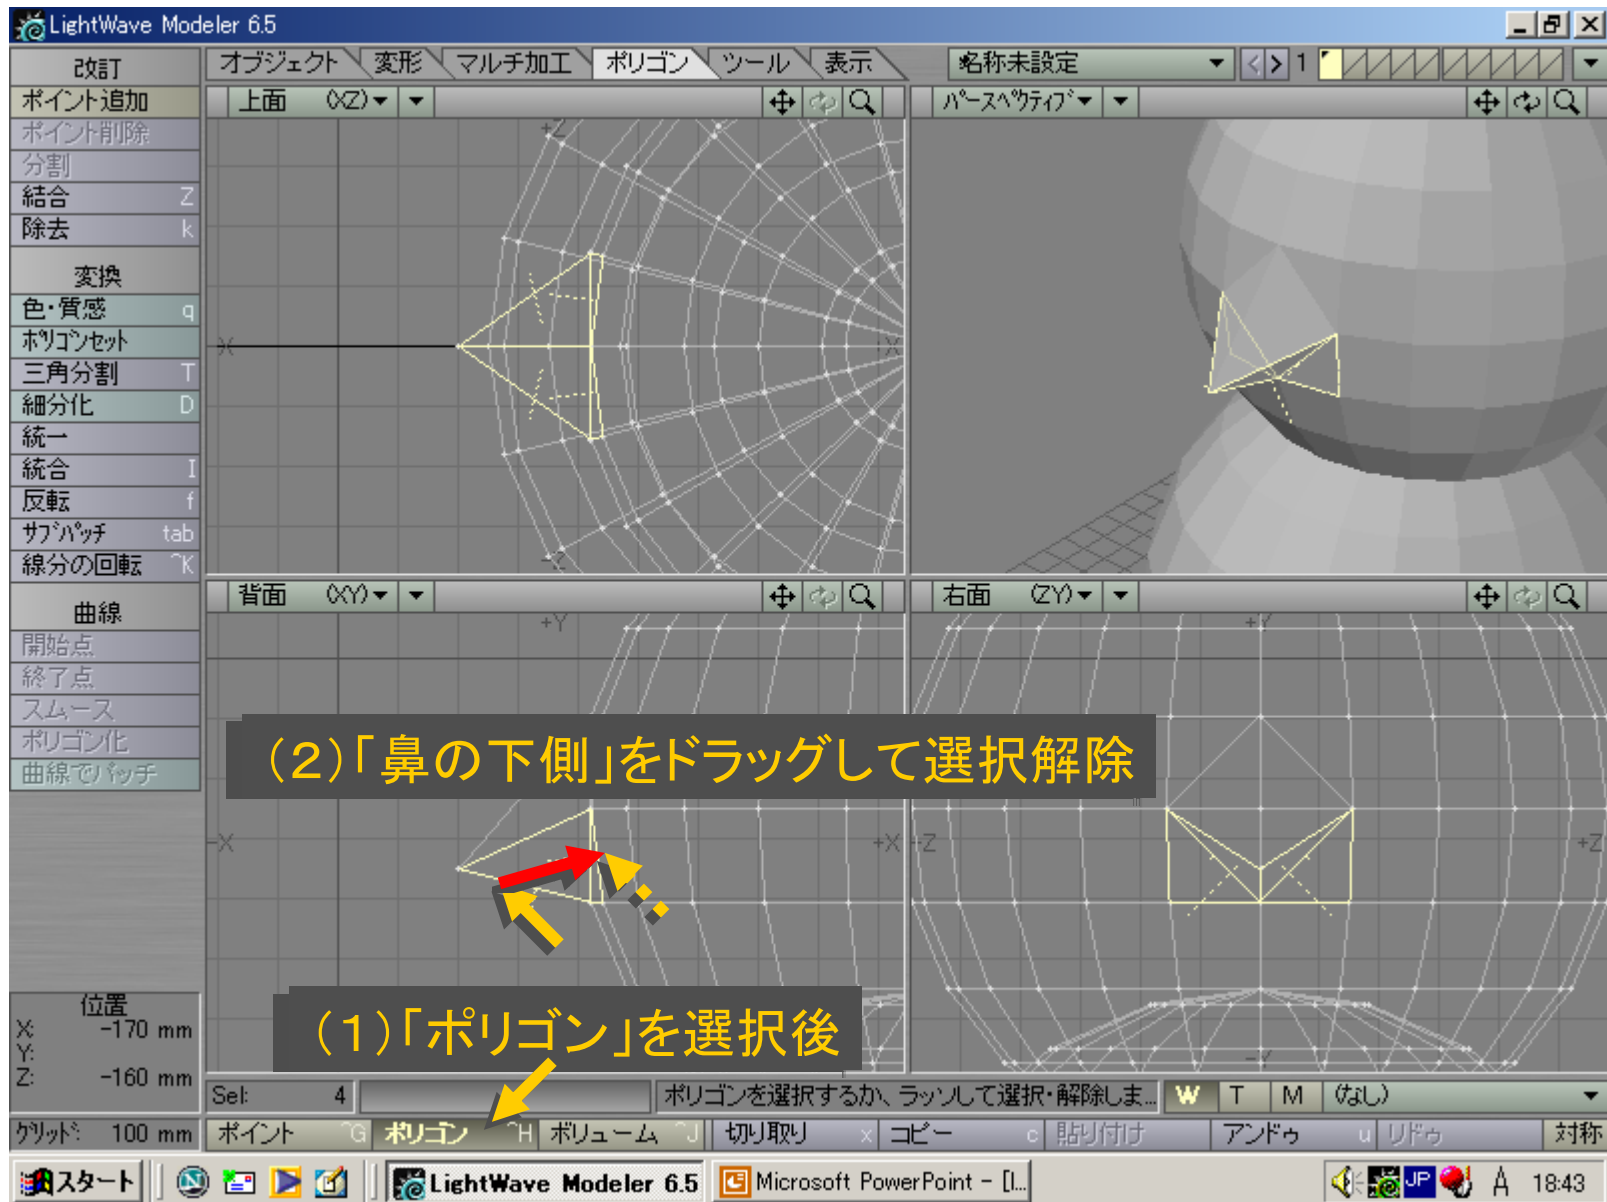 LightWave Modeler 6.5
改訂
オブジェクト 変形 マルチ加工 ポリゴン ツール 表示 名称未設定 < > 1
ポイント追加
ポイント削除
分割
結合 Z
除去 k
変換
色・質感 q
ポリゴンセット
三角分割 T
細分化 D
統一
統合 I
反転 f
サブパッチ tab
線分の回転 ^K
曲線
開始点
終了点
スムース
ポリゴン化
曲線でパッチ
上面 (XZ)
パースペクティブ
+Z
-X +X
-Z
背面 (XY)
右面 (ZY)
+Y
+Y
(2)「鼻の下側」をドラッグして選択解除
-X +X
-Z +Z
(1)「ポリゴン」を選択後
-Y
位置
X: -170 mm
Y:
Z: -160 mm
Sel: 4 ポリゴンを選択するか、ラッソして選択・解除しま... W T M (なし)
グリッド: 100 mm ポイント ^G ポリゴン ^H ボリューム ^J 切り取り x コピー c 貼り付け アンドゥ u リドゥ 対称
スタート LightWave Modeler 6.5 Microsoft PowerPoint - [l... JP A 18:43